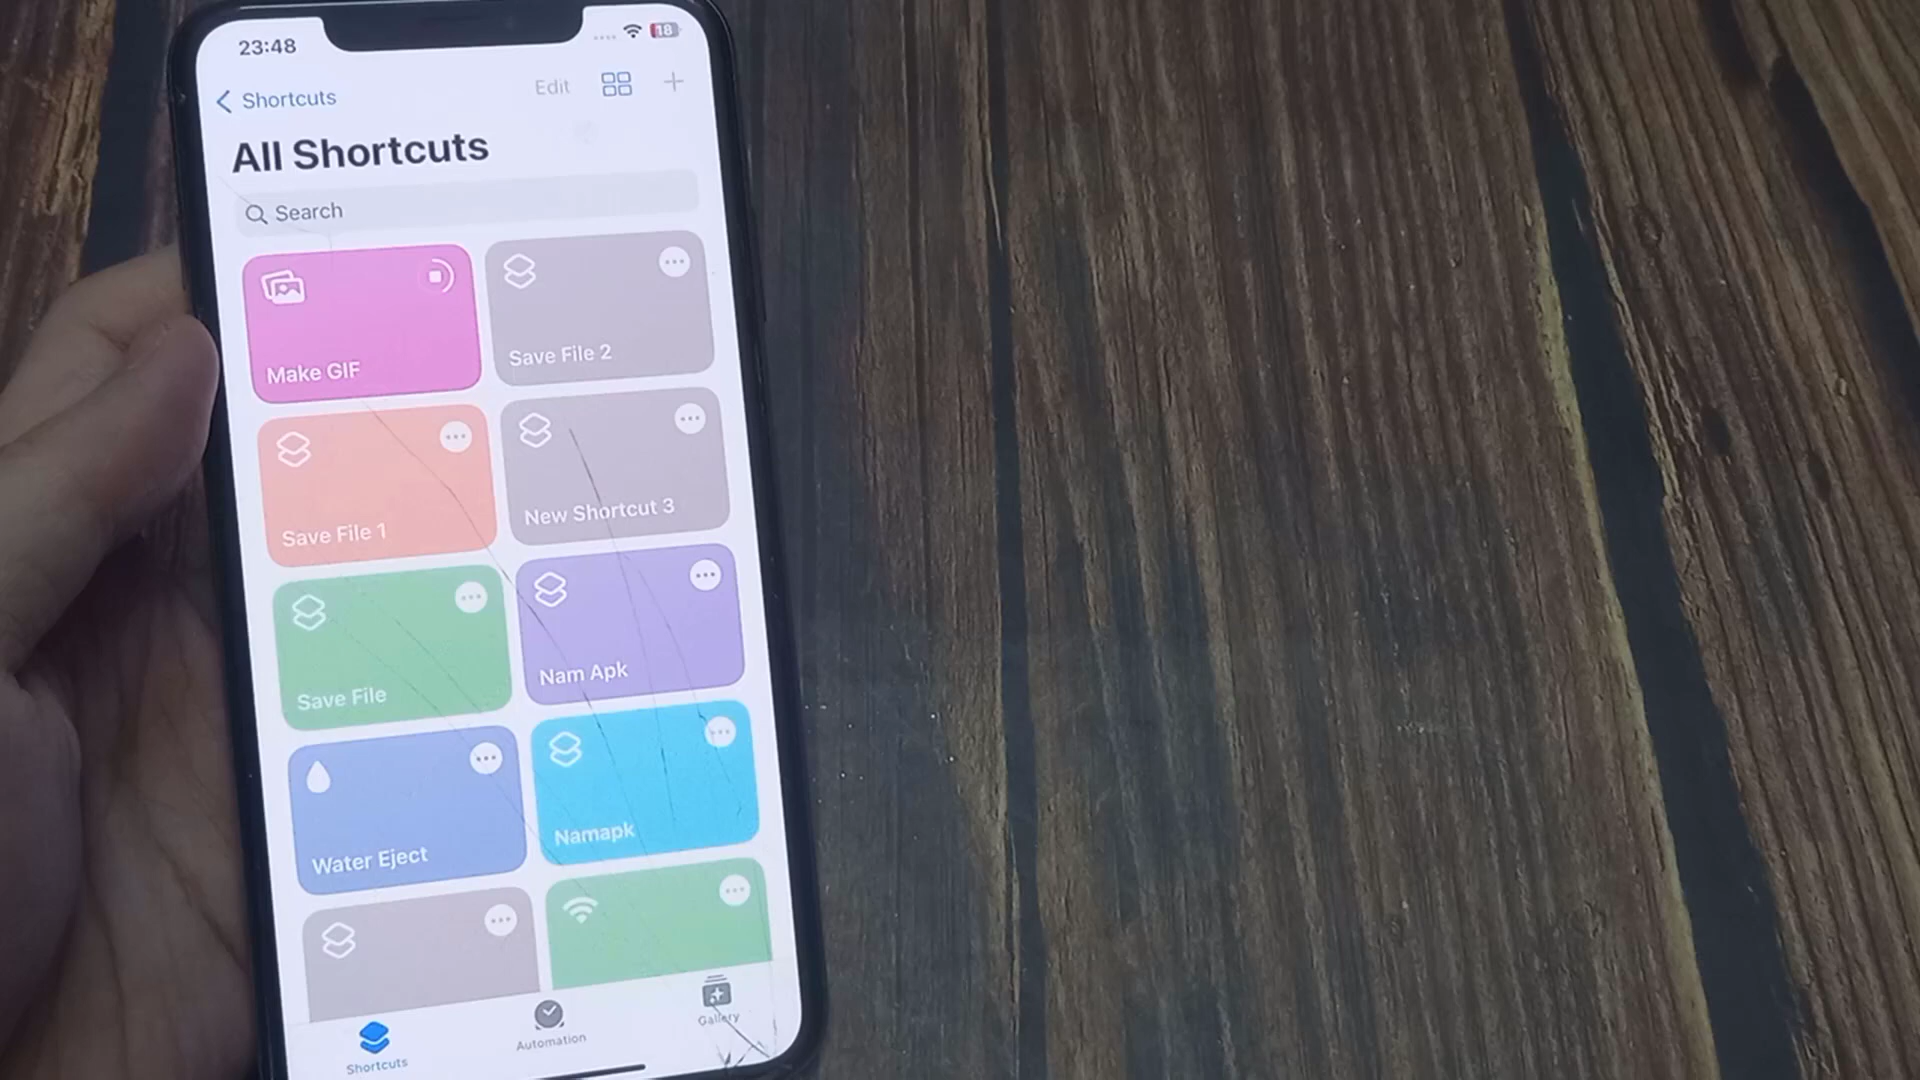 23:48
18
Shortcuts
Edit
All Shortcuts
Search
Make GIF
Save File 2
Save File 1
New Shortcut 3
Save File
Nam Apk
Water Eject
Namapk
Shortcuts
Automation
Gallery